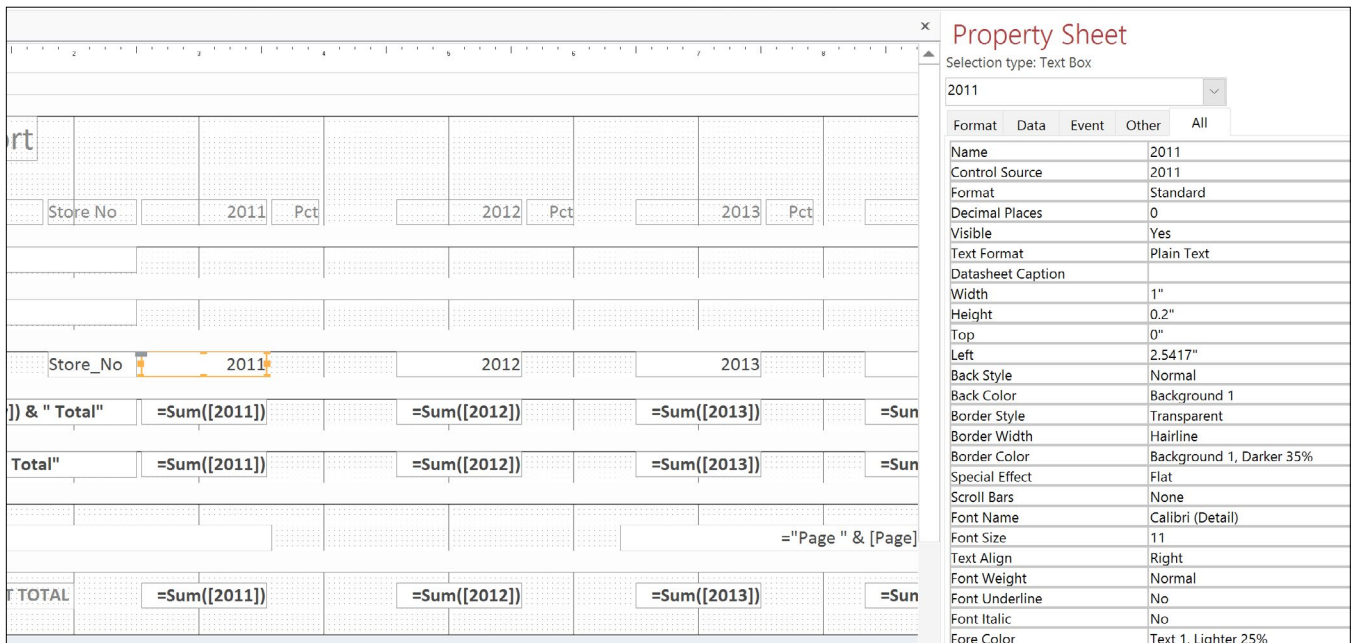 Property Sheet
Selection type: Text Box
2011
Format Data Event Other All
Name 2011
Control Source 2011
Format Standard
Decimal Places 0
Visible Yes
Text Format Plain Text
Datasheet Caption
Width 1"
Height 0.2"
Top 0"
Left 2.5417"
Back Style Normal
Back Color Background 1
Border Style Transparent
Border Width Hairline
Border Color Background 1, Darker 35%
Special Effect Flat
Scroll Bars None
Font Name Calibri (Detail)
Font Size 11
Text Align Right
Font Weight Normal
Font Underline No
Font Italic No
Fore Color Text 1, Lighter 25%
2 3 4 5 6 7 8
ort
Store No 2011 Pct 2012 Pct 2013 Pct
Store_No 2011 2012 2013
]) & " Total" =Sum([2011]) =Sum([2012]) =Sum([2013]) =Sun
Total" =Sum([2011]) =Sum([2012]) =Sum([2013]) =Sun
="Page " & [Page]
T TOTAL =Sum([2011]) =Sum([2012]) =Sum([2013]) =Sun